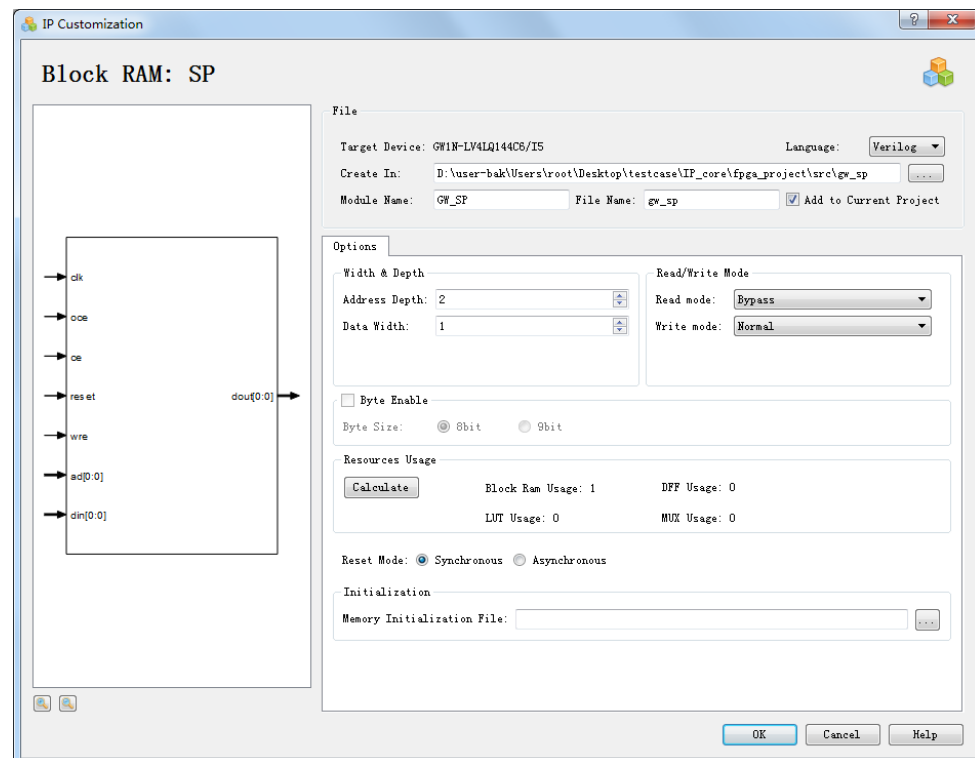 IP Customization
Block RAM: SP
File
Target Device: GW1N-LV4LQ144C6/I5 Language: Verilog
Create In: D:\user-bak\Users\root\Desktop\testcase\IP_core\fpga_project\src\gw_sp ...
Module Name: GW_SP File Name: gw_sp Add to Current Project
Options
Width & Depth Read/Write Mode
Address Depth: 2 Read mode: Bypass
Data Width: 1 Write mode: Normal
clk
oce
ce
reset dout[0:0]
wre
ad[0:0]
din[0:0]
Byte Enable
Byte Size: 8bit 9bit
Resources Usage
Calculate Block Ram Usage: 1 DFF Usage: 0
LUT Usage: 0 MUX Usage: 0
Reset Mode: Synchronous Asynchronous
Initialization
Memory Initialization File: ...
OK Cancel Help